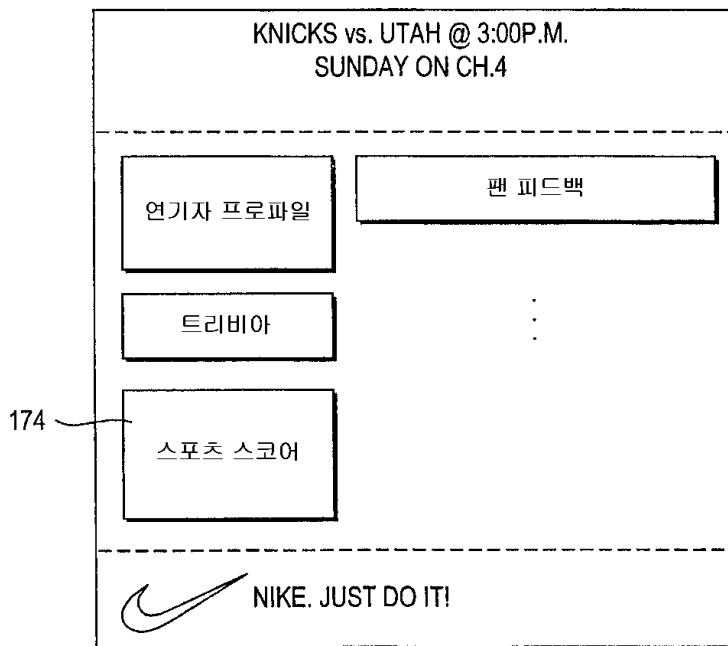 KNICKS vs. UTAH @ 3:00P.M.
SUNDAY ON CH.4
연기자 프로파일
팬 피드백
트리비아
174
스포츠 스코어
NIKE. JUST DO IT!